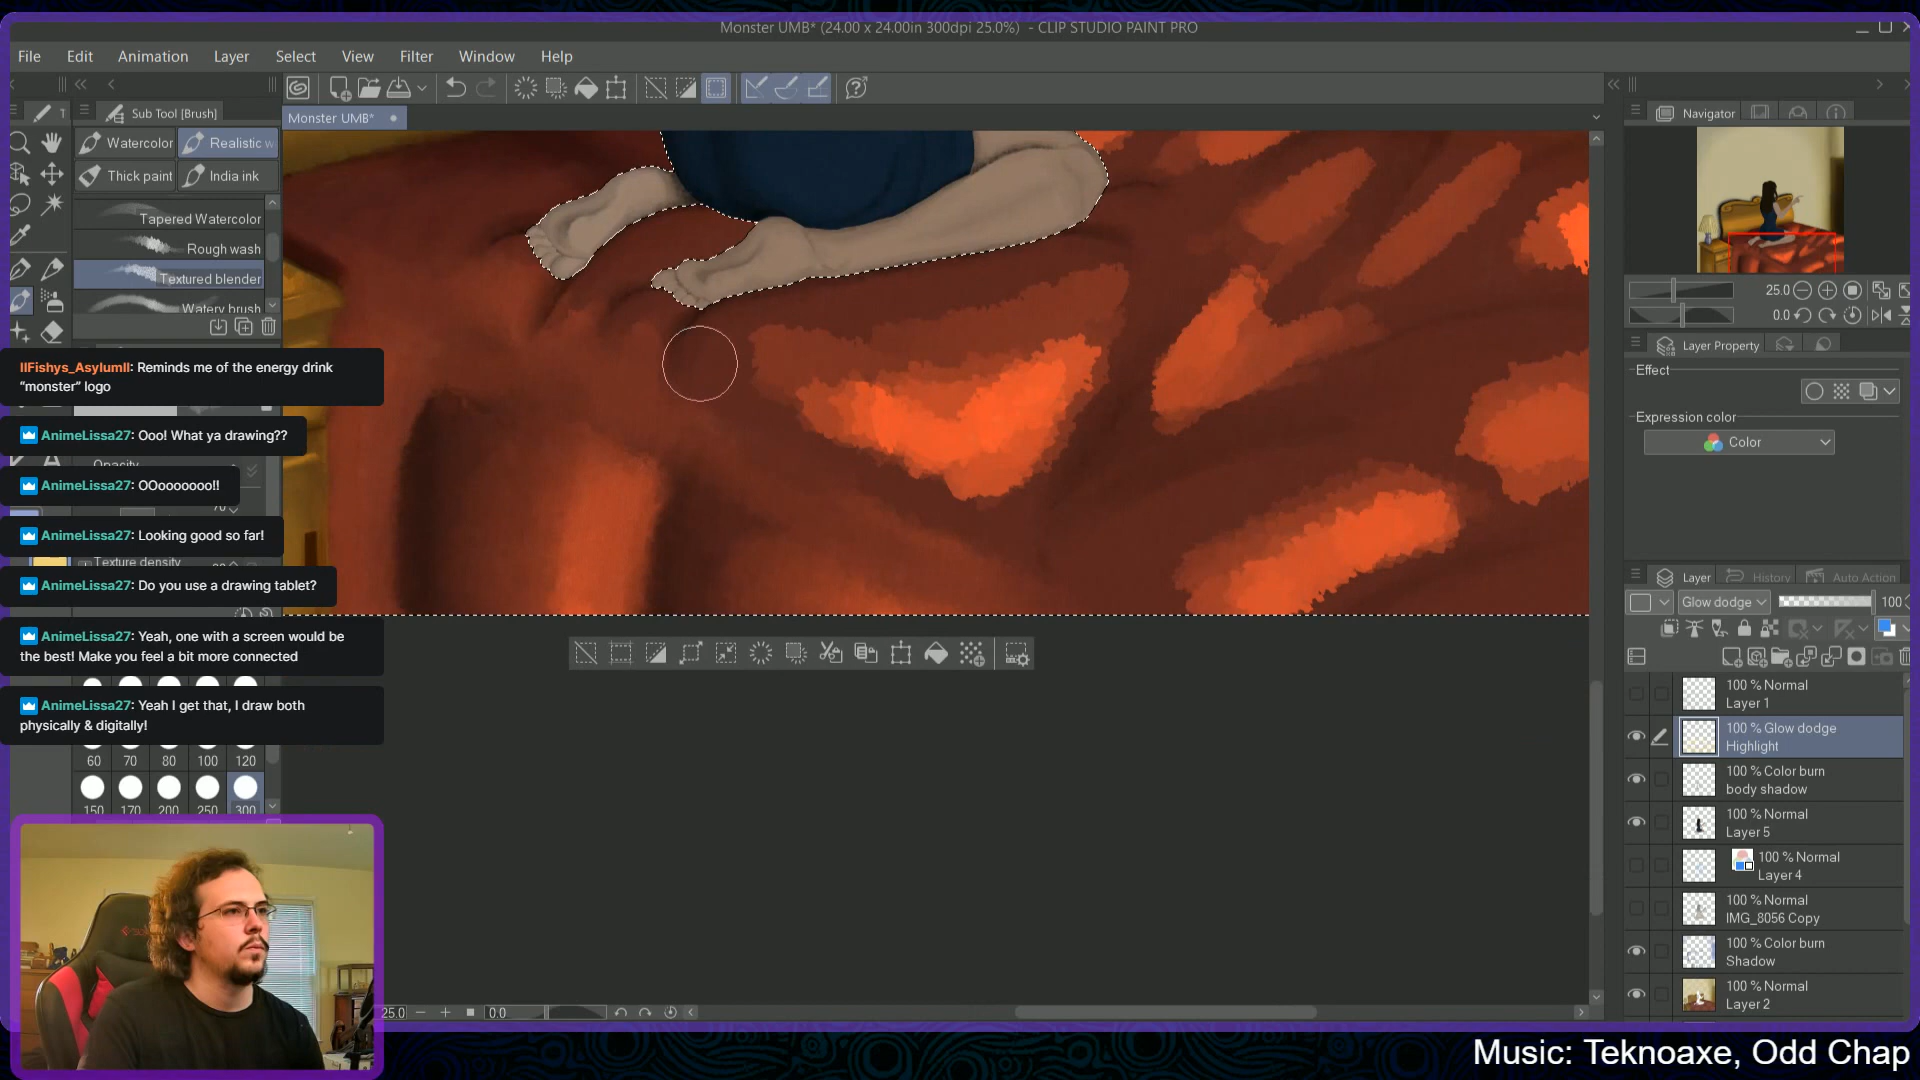 Monster UMB* (24.00 x 24.00in 300dpi 25.0%) - CLIP STUDIO PAINT PRO
File Edit Animation Layer Select View Filter Window Help
Sub Tool [Brush]
Monster UMB*
Navigator
Watercolor
Realistic w
Thick paint
India ink
Tapered Watercolor
Rough wash
Textured blender
Watery brush
25.0
0.0
Layer Property
Effect
Expression color
Color
IIFishys_AsylumII: Reminds me of the energy drink
“monster” logo
AnimeLissa27: Ooo! What ya drawing??
Opacity
AnimeLissa27: OOooooooo!!
AnimeLissa27: Looking good so far!
Texture density
AnimeLissa27: Do you use a drawing tablet?
AnimeLissa27: Yeah, one with a screen would be
the best! Make you feel a bit more connected
AnimeLissa27: Yeah I get that, I draw both
physically & digitally!
60 70 80 100 120
150 170 200 250 300
Layer History Auto Action
Glow dodge 100
100 % Normal
Layer 1
100 % Glow dodge
Highlight
100 % Color burn
body shadow
100 % Normal
Layer 5
100 % Normal
Layer 4
100 % Normal
IMG_8056 Copy
100 % Color burn
Shadow
100 % Normal
Layer 2
25.0 0.0
Music: Teknoaxe, Odd Chap